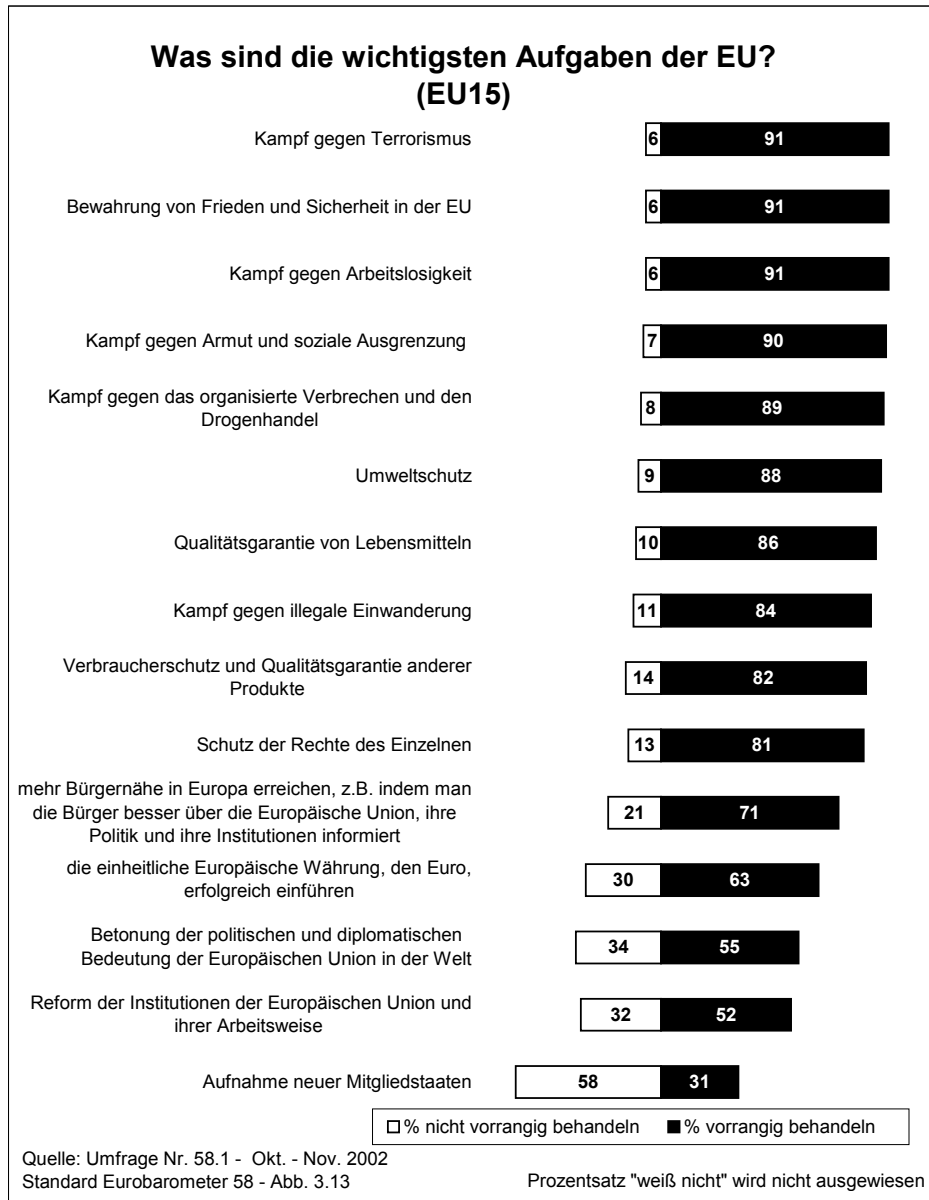 Was sind die wichtigsten Aufgaben der EU?
(EU15)
Kampf gegen Terrorismus 6 91
Bewahrung von Frieden und Sicherheit in der EU 6 91
Kampf gegen Arbeitslosigkeit 6 91
Kampf gegen Armut und soziale Ausgrenzung 7 90
Kampf gegen das organisierte Verbrechen und den
Drogenhandel
8 89
Umweltschutz 9 88
Qualitätsgarantie von Lebensmitteln 10 86
Kampf gegen illegale Einwanderung 11 84
Verbraucherschutz und Qualitätsgarantie anderer
Produkte
14 82
Schutz der Rechte des Einzelnen 13 81
mehr Bürgernähe in Europa erreichen, z.B. indem man
die Bürger besser über die Europäische Union, ihre
Politik und ihre Institutionen informiert
21 71
die einheitliche Europäische Währung, den Euro,
erfolgreich einführen
30 63
Betonung der politischen und diplomatischen
Bedeutung der Europäischen Union in der Welt
34 55
Reform der Institutionen der Europäischen Union und
ihrer Arbeitsweise
32 52
Aufnahme neuer Mitgliedstaaten 58 31
% nicht vorrangig behandeln % vorrangig behandeln
Quelle: Umfrage Nr. 58.1 - Okt. - Nov. 2002
Standard Eurobarometer 58 - Abb. 3.13
Prozentsatz "weiß nicht" wird nicht ausgewiesen